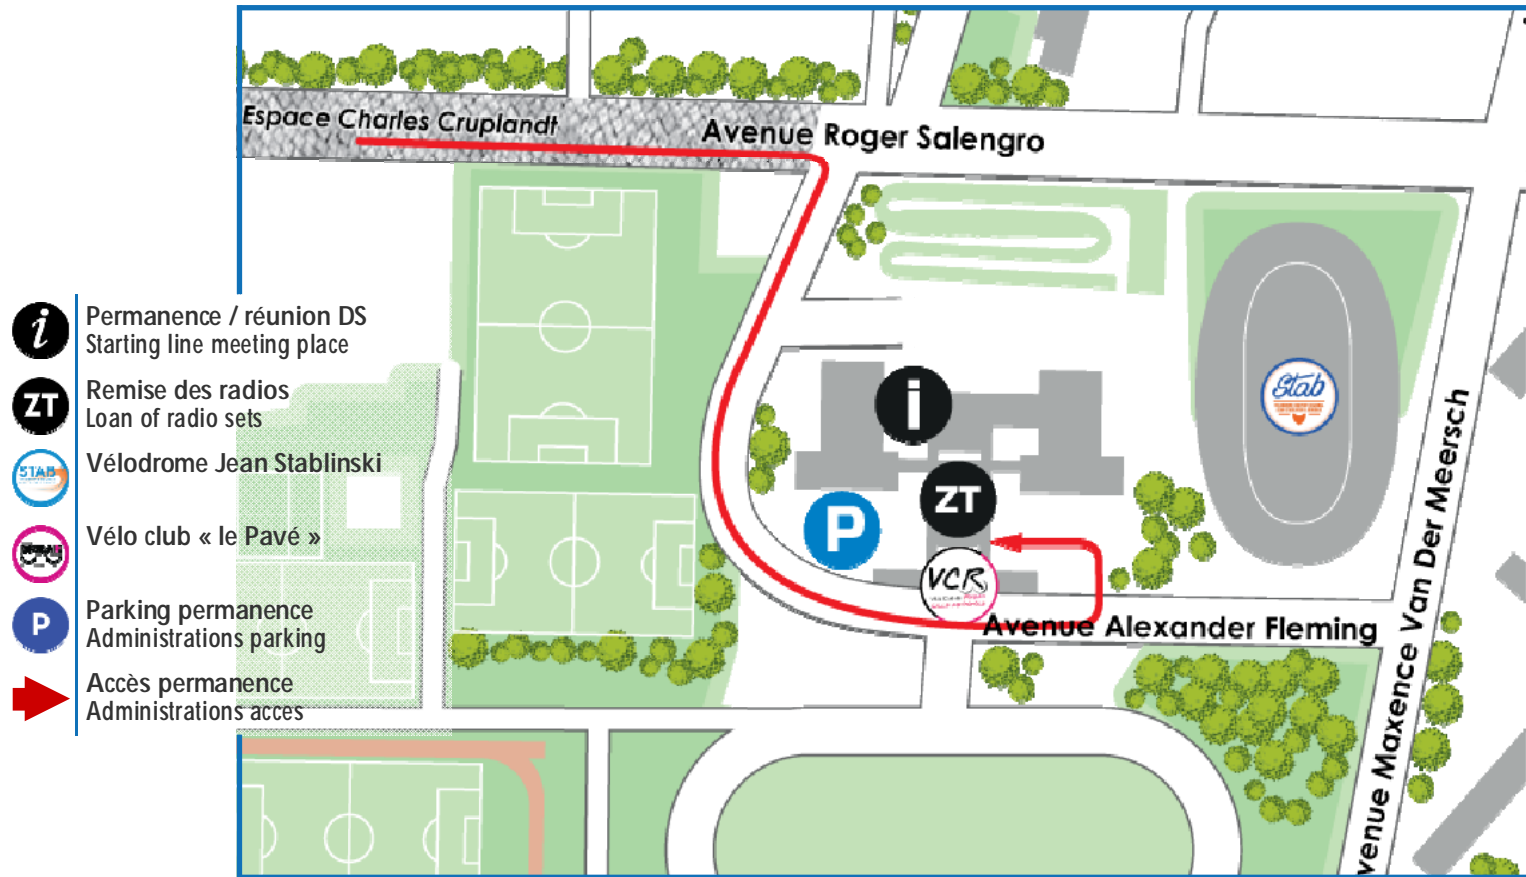 Espace Charles Cruplandt
Avenue Roger Salengro
i
Permanence / réunion DS
Starting line meeting place
ZT
Remise des radios
Loan of radio sets
STAB
Vélodrome Jean Stablinski
Vélo club « le Pavé »
P
Parking permanence
Administrations parking
Accès permanence
Administrations acces
i
ZT
P
VCR
Stab
Avenue Alexander Fleming
venue Maxence Van Der Meersch